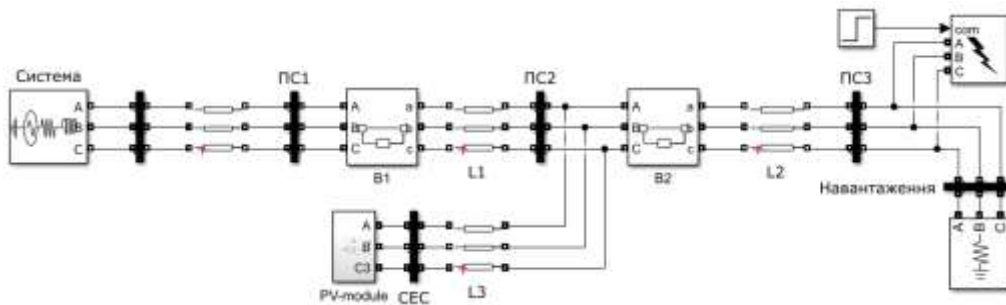 Система
ПС1
ПС2
ПС3
com
A
B
C
A
B
C
A
B
C
a
b
c
A
B
C
a
b
c
B1
L1
B2
L2
Навантаження
A
B
C
A
B
C3
PV-module
СЕС
L3